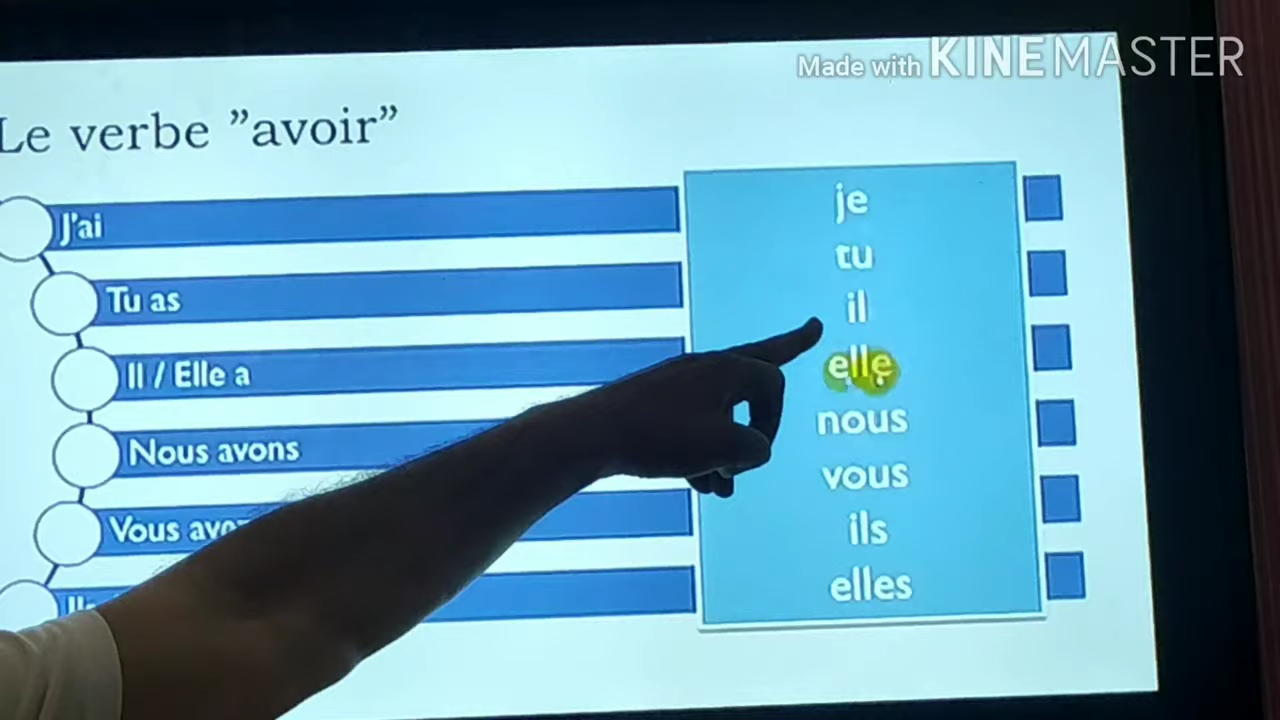 Made with KINEMASTER
Le verbe ”avoir”
J'ai
Tu as
Il / Elle a
Nous avons
Vous
je
tu
il
elle
nous
vous
ils
elles